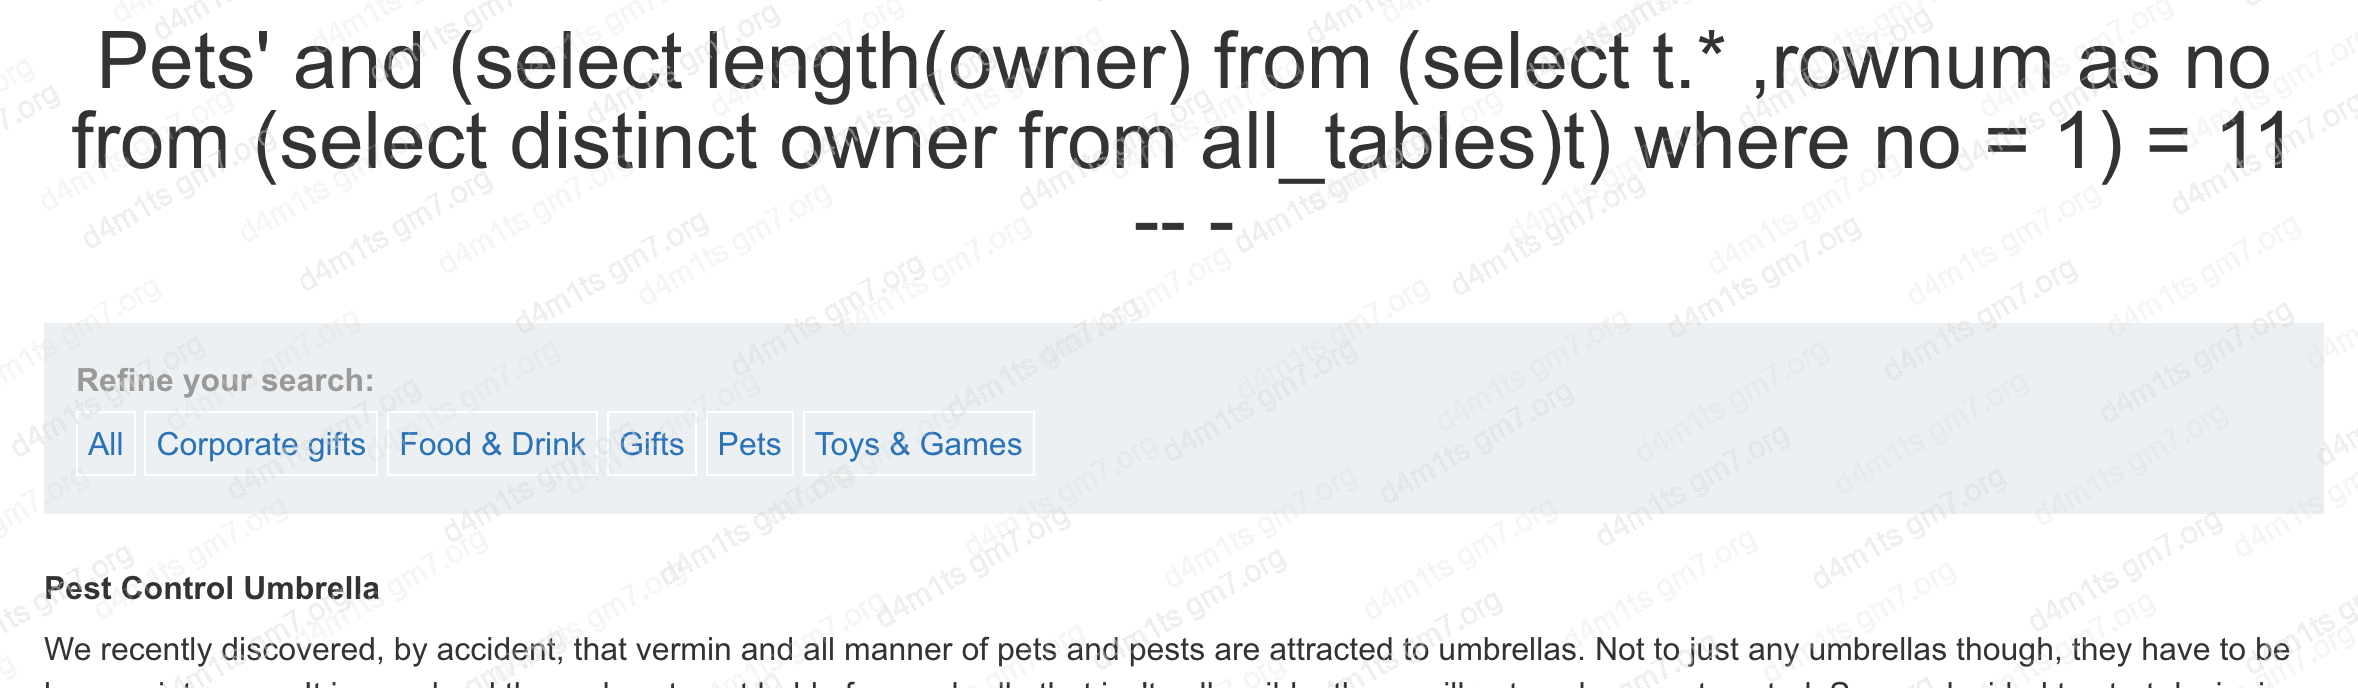 Pets' and (select length(owner) from (select t.* ,rownum as no
from (select distinct owner from all_tables)t) where no = 1) = 11
-- -
Refine your search:
All Corporate gifts Food & Drink Gifts Pets Toys & Games
Pest Control Umbrella
We recently discovered, by accident, that vermin and all manner of pets and pests are attracted to umbrellas. Not to just any umbrellas though, they have to be
d4m1ts gm7.org